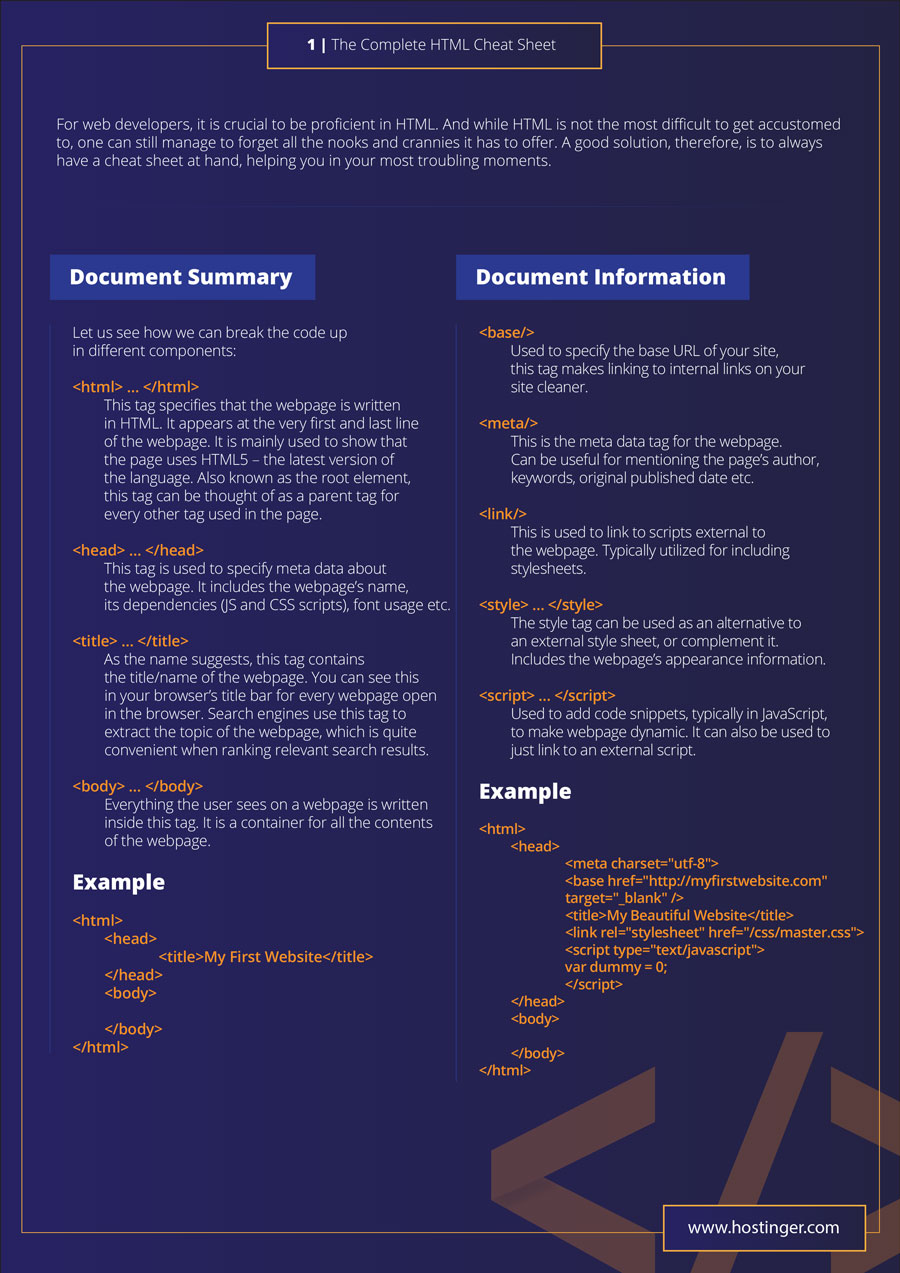 1 | The Complete HTML Cheat Sheet
For web developers, it is crucial to be proficient in HTML. And while HTML is not the most difficult to get accustomed
to, one can still manage to forget all the nooks and crannies it has to offer. A good solution, therefore, is to always
have a cheat sheet at hand, helping you in your most troubling moments.
Document Summary
Let us see how we can break the code up
in different components:
<html> ... </html>
This tag specifies that the webpage is written
in HTML. It appears at the very first and last line
of the webpage. It is mainly used to show that
the page uses HTML5 – the latest version of
the language. Also known as the root element,
this tag can be thought of as a parent tag for
every other tag used in the page.
<head> ... </head>
This tag is used to specify meta data about
the webpage. It includes the webpage's name,
its dependencies (JS and CSS scripts), font usage etc.
<title> ... </title>
As the name suggests, this tag contains
the title/name of the webpage. You can see this
in your browser's title bar for every webpage open
in the browser. Search engines use this tag to
extract the topic of the webpage, which is quite
convenient when ranking relevant search results.
<body> ... </body>
Everything the user sees on a webpage is written
inside this tag. It is a container for all the contents
of the webpage.
Example
<html>
<head>
<title>My First Website</title>
</head>
<body>
</body>
</html>
Document Information
<base/>
Used to specify the base URL of your site,
this tag makes linking to internal links on your
site cleaner.
<meta/>
This is the meta data tag for the webpage.
Can be useful for mentioning the page's author,
keywords, original published date etc.
<link/>
This is used to link to scripts external to
the webpage. Typically utilized for including
stylesheets.
<style> ... </style>
The style tag can be used as an alternative to
an external style sheet, or complement it.
Includes the webpage's appearance information.
<script> ... </script>
Used to add code snippets, typically in JavaScript,
to make webpage dynamic. It can also be used to
just link to an external script.
Example
<html>
<head>
<meta charset="utf-8">
<base href="http://myfirstwebsite.com"
target="_blank" />
<title>My Beautiful Website</title>
<link rel="stylesheet" href="/css/master.css">
<script type="text/javascript">
var dummy = 0;
</script>
</head>
<body>
</body>
</html>
www.hostinger.com